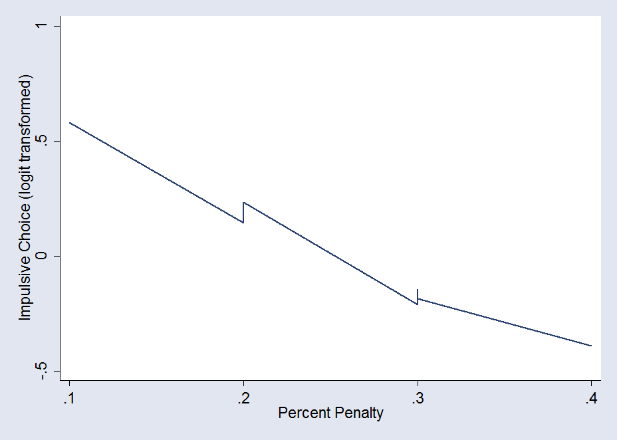 1
.5
0
-.5
Impulsive Choice (logit transformed)
.1 .2 .3 .4
Percent Penalty